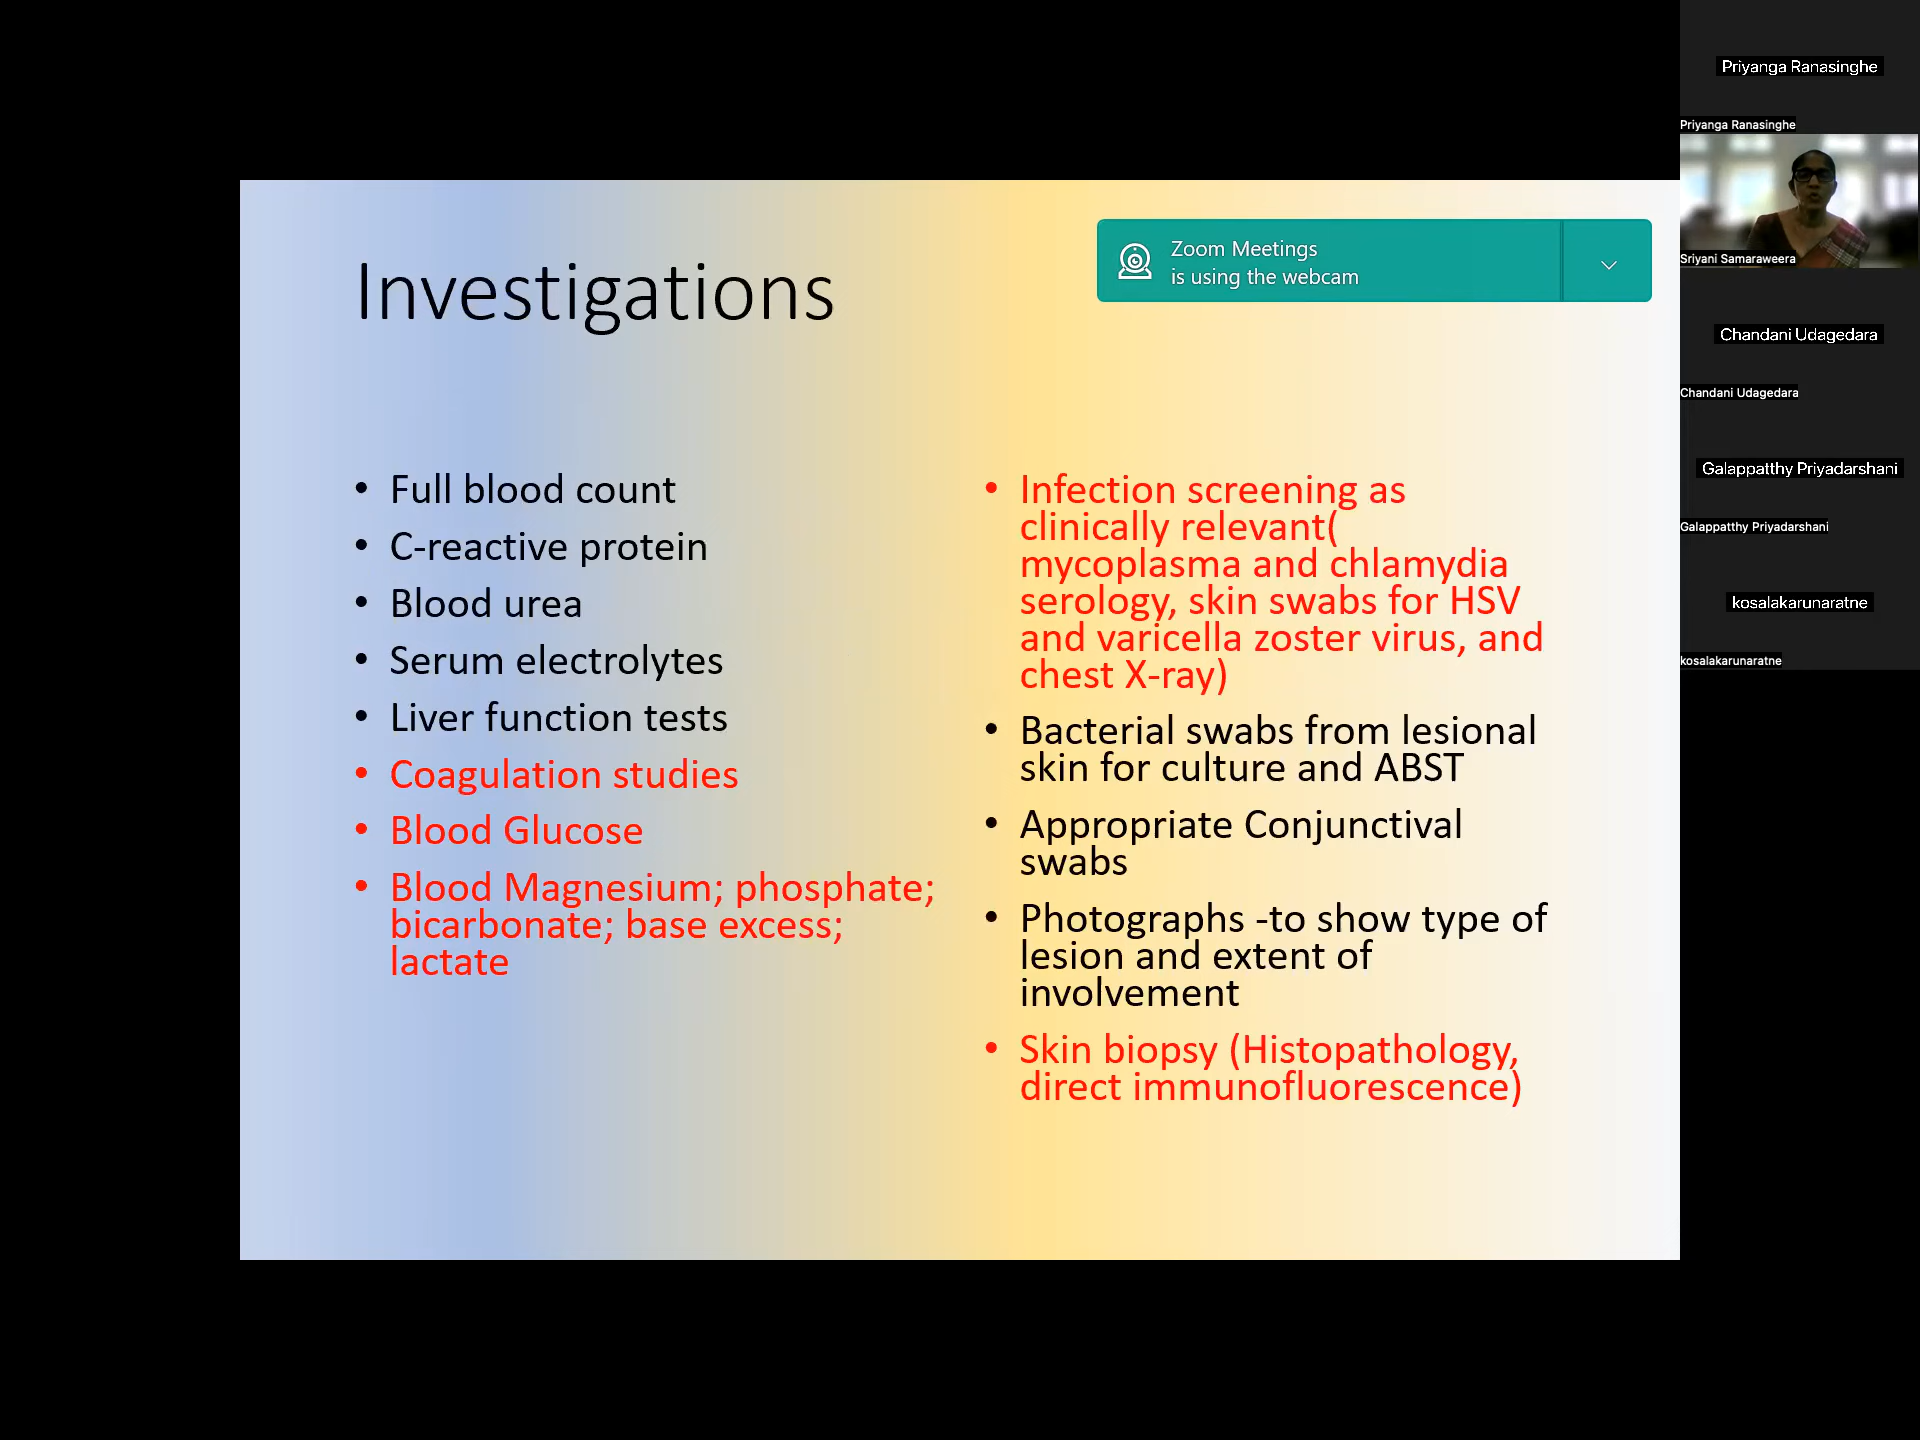 Investigations
Zoom Meetings
is using the webcam
• Full blood count
• C-reactive protein
• Blood urea
• Serum electrolytes
• Liver function tests
• Coagulation studies
• Blood Glucose
• Blood Magnesium; phosphate;
bicarbonate; base excess;
lactate
• Infection screening as
clinically relevant(
mycoplasma and chlamydia
serology, skin swabs for HSV
and varicella zoster virus, and
chest X-ray)
• Bacterial swabs from lesional
skin for culture and ABST
• Appropriate Conjunctival
swabs
• Photographs -to show type of
lesion and extent of
involvement
• Skin biopsy (Histopathology,
direct immunofluorescence)
Priyanga Ranasinghe
Priyanga Ranasinghe
Sriyani Samaraweera
Chandani Udagedara
Chandani Udagedara
Galappatthy Priyadarshani
Galappatthy Priyadarshani
kosalakarunaratne
kosalakarunaratne